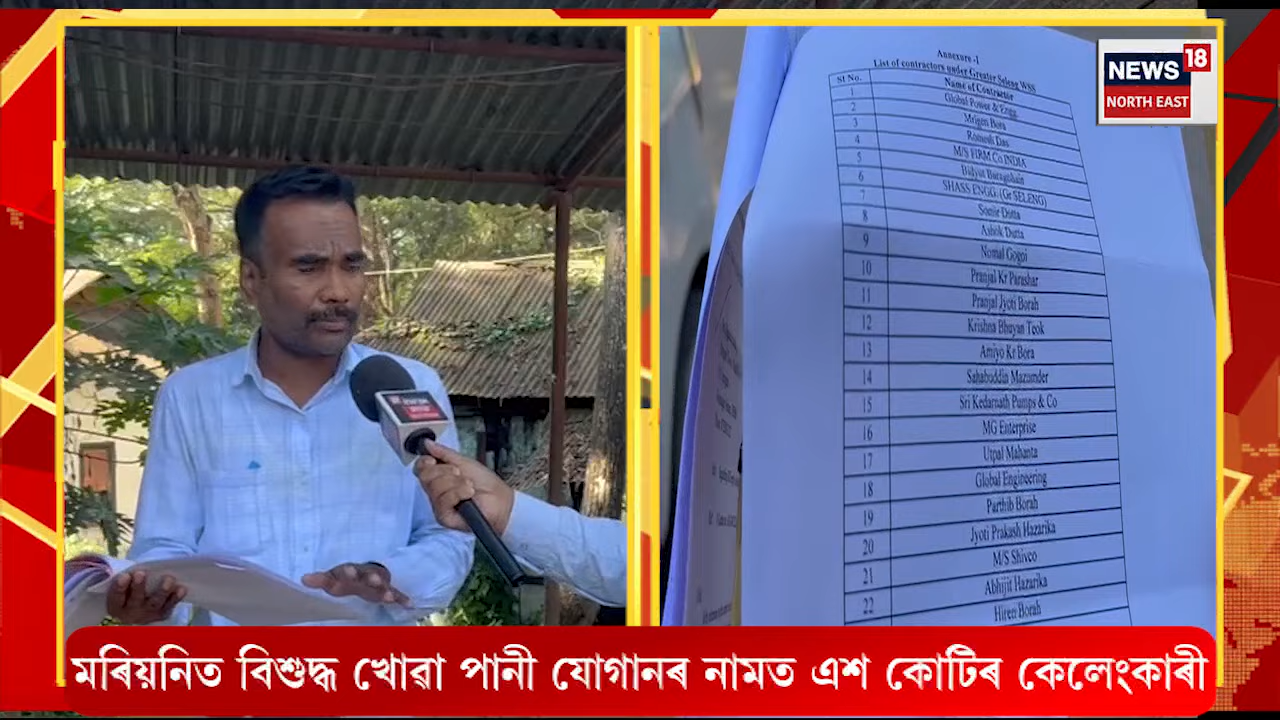 NEWS 18
NORTH EAST
Annexure -1
List of contractors under Greater Seleng WSS
Sl No. Name of Contractor
1 Global Power & Engg.
2 Mrigen Bora
3 Romesh Das
4 M/S FIRM Co INDIA
5 Bidyut Baragohain
6 SHASS ENGG. (Gr SELENG)
7 Samir Dutta
8 Ashok Dutta
9 Nomal Gogoi
10 Pranjal Kr Parashar
11 Pranjal Jyoti Borah
12 Krishna Bhuyan Teok
13 Amiyo Kr Bora
14 Sahabuddin Mazumder
15 Sri Kedarnath Pumps & Co
16 MG Enterprise
17 Utpal Mahanta
18 Global Engineering
19 Parthib Borah
20 Jyoti Prakash Hazarika
21 M/S Shivco
22 Abhijit Hazarika
Hiren Borah
মৰিয়নিত বিশুদ্ধ খোৱা পানী যোগানৰ নামত এশ কোটিৰ কেলেংকাৰী